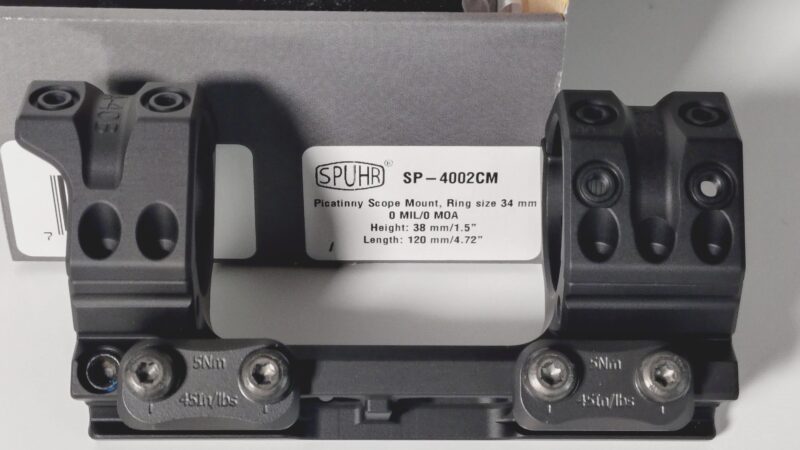 SPUHR® SP-4002CM
Picatinny Scope Mount, Ring size 34 mm
0 MIL/0 MOA
Height: 38 mm/1.5"
Length: 120 mm/4.72"
7
5Nm
45In/lbs
5Nm
45In/lbs